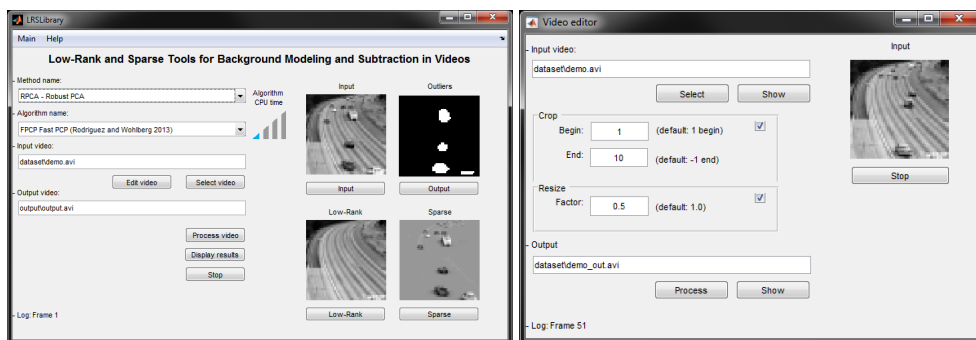 LRSLibrary
Main Help
Low-Rank and Sparse Tools for Background Modeling and Subtraction in Videos
Method name:
RPCA - Robust PCA
Algorithm CPU time
Algorithm name:
FPCP Fast PCP (Rodriguez and Wohlberg 2013)
Input video:
dataset\demo.avi
Edit video Select video
Output video:
output\output.avi
Process video
Display results
Stop
Log: Frame 1
Input Outliers
Input Output
Low-Rank Sparse
Low-Rank Sparse
Video editor
Input video:
dataset\demo.avi
Select Show
Crop
Begin: 1 (default: 1 begin)
End: 10 (default: -1 end)
Resize
Factor: 0.5 (default: 1.0)
Output
dataset\demo_out.avi
Process Show
Log: Frame 51
Input
Stop